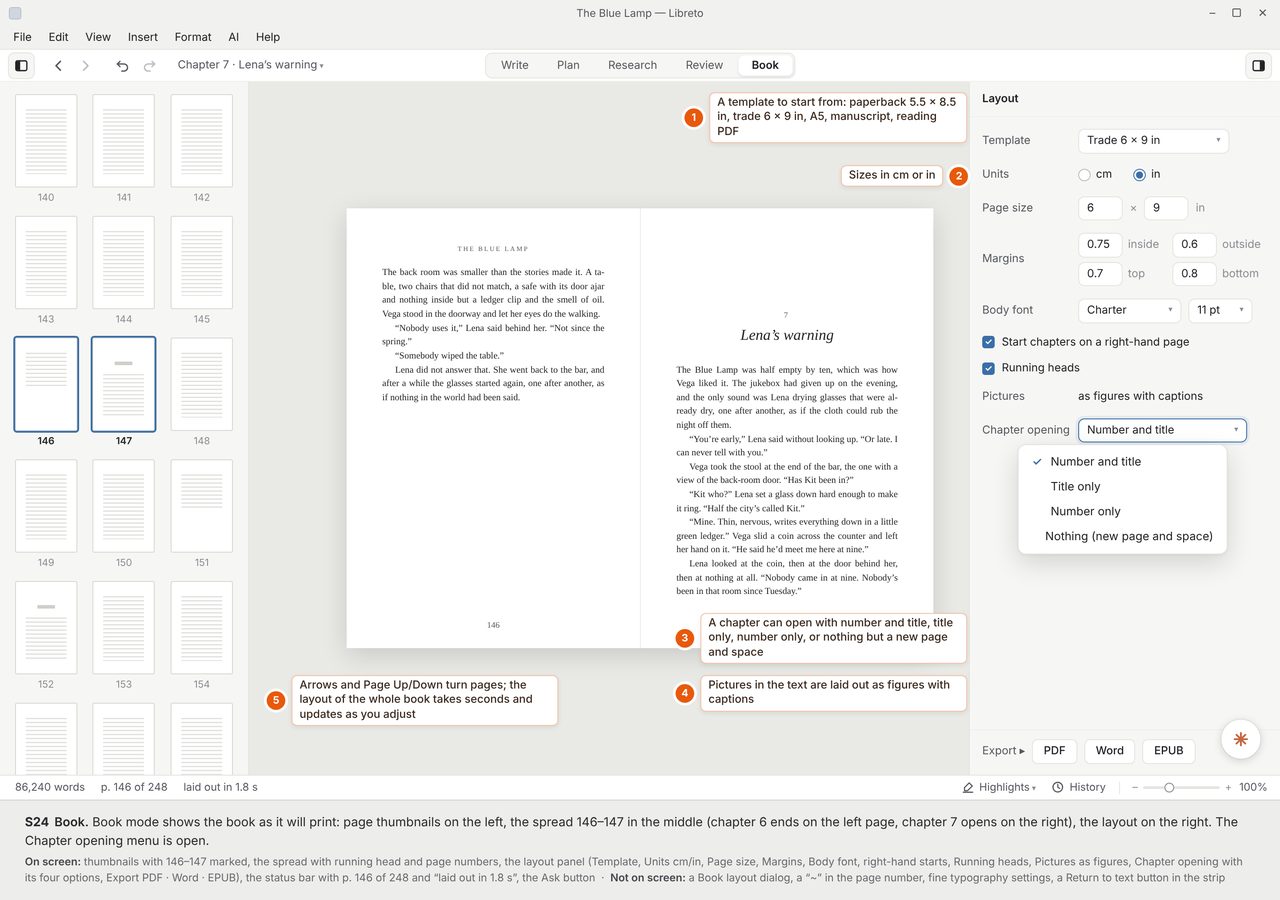 The Blue Lamp — Libreto
File Edit View Insert Format AI Help
Chapter 7 · Lena’s warning
Write Plan Research Review Book
140 141 142
143 144 145
146 147 148
149 150 151
152 153 154
1
A template to start from: paperback 5.5 × 8.5
in, trade 6 × 9 in, A5, manuscript, reading
PDF
Sizes in cm or in
2
THE BLUE LAMP
The back room was smaller than the stories made it. A ta-
ble, two chairs that did not match, a safe with its door ajar
and nothing inside but a ledger clip and the smell of oil.
Vega stood in the doorway and let her eyes do the walking.
“Nobody uses it,” Lena said behind her. “Not since the
spring.”
“Somebody wiped the table.”
Lena did not answer that. She went back to the bar, and
after a while the glasses started again, one after another, as
if nothing in the world had been said.
146
7
Lena’s warning
The Blue Lamp was half empty by ten, which was how
Vega liked it. The jukebox had given up on the evening,
and the only sound was Lena drying glasses that were al-
ready dry, one after another, as if the cloth could rub the
night off them.
“You’re early,” Lena said without looking up. “Or late. I
can never tell with you.”
Vega took the stool at the end of the bar, the one with a
view of the back-room door. “Has Kit been in?”
“Kit who?” Lena set a glass down hard enough to make
it ring. “Half the city’s called Kit.”
“Mine. Thin, nervous, writes everything down in a little
green ledger.” Vega slid a coin across the counter and left
her hand on it. “He said he’d meet me here at nine.”
Lena looked at the coin, then at the door behind her,
then at nothing at all. “Nobody came in at nine. Nobody’s
been in that room since Tuesday.”
3
A chapter can open with number and title, title
only, number only, or nothing but a new page
and space
4
Pictures in the text are laid out as figures with
captions
5
Arrows and Page Up/Down turn pages; the
layout of the whole book takes seconds and
updates as you adjust
Layout
Template Trade 6 × 9 in
Units cm in
Page size 6 × 9 in
Margins
0.75 inside 0.6 outside
0.7 top 0.8 bottom
Body font Charter 11 pt
Start chapters on a right-hand page
Running heads
Pictures as figures with captions
Chapter opening Number and title
Number and title
Title only
Number only
Nothing (new page and space)
Export ▸ PDF Word EPUB
86,240 words p. 146 of 248 laid out in 1.8 s
Highlights History − + 100%
S24 Book. Book mode shows the book as it will print: page thumbnails on the left, the spread 146–147 in the middle (chapter 6 ends on the left page, chapter 7 opens on the right), the layout on the right. The
Chapter opening menu is open.
On screen: thumbnails with 146–147 marked, the spread with running head and page numbers, the layout panel (Template, Units cm/in, Page size, Margins, Body font, right-hand starts, Running heads, Pictures as figures, Chapter opening with
its four options, Export PDF · Word · EPUB), the status bar with p. 146 of 248 and “laid out in 1.8 s”, the Ask button · Not on screen: a Book layout dialog, a “~” in the page number, fine typography settings, a Return to text button in the strip